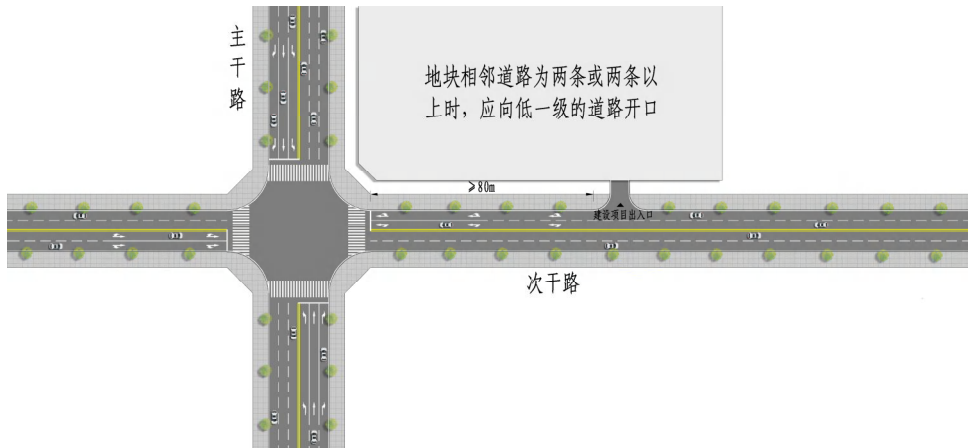 主干路
地块相邻道路为两条或两条以
上时，应向低一级的道路开口
≥80m
建设项目出入口
次干路